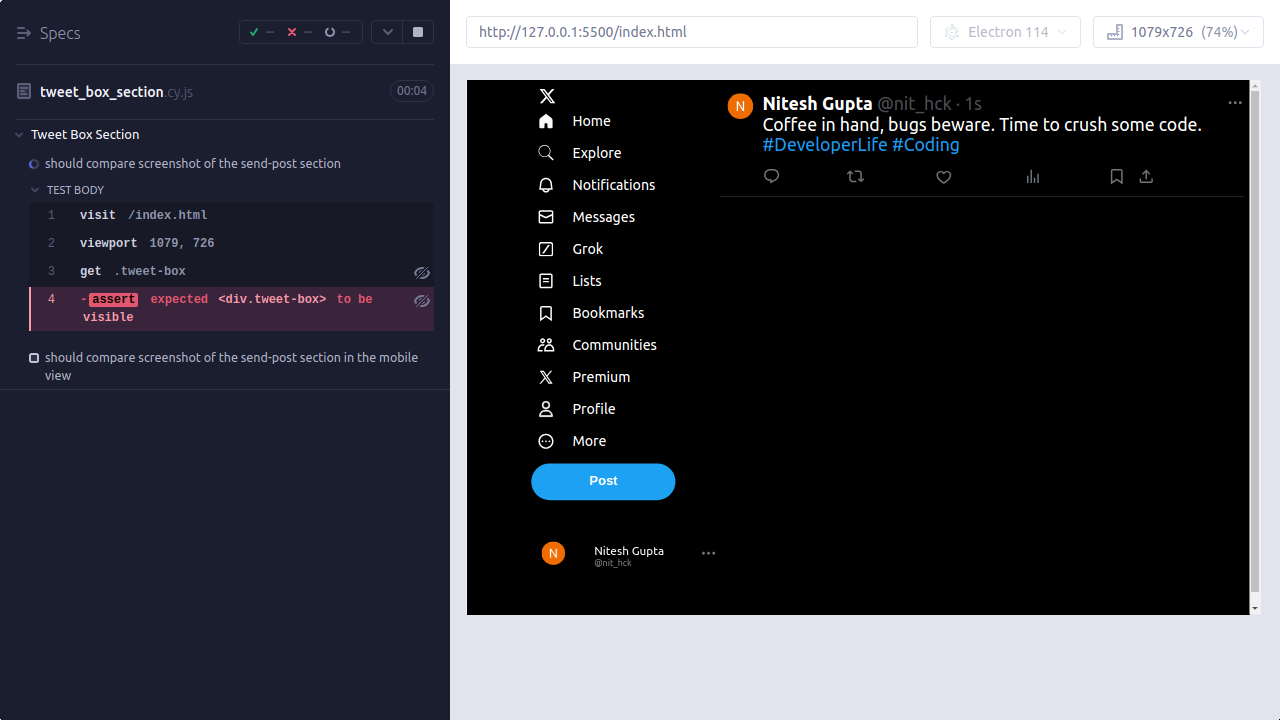 Specs
--
--
--
http://127.0.0.1:5500/index.html
Electron 114
1079x726 (74%)
tweet_box_section.cy.js
00:04
Tweet Box Section
should compare screenshot of the send-post section
TEST BODY
1 visit /index.html
2 viewport 1079, 726
3 get .tweet-box
4 -assert expected <div.tweet-box> to be
visible
should compare screenshot of the send-post section in the mobile
view
Home
Explore
Notifications
Messages
Grok
Lists
Bookmarks
Communities
Premium
Profile
More
Post
N
Nitesh Gupta
@nit_hck
N
Nitesh Gupta @nit_hck · 1s
Coffee in hand, bugs beware. Time to crush some code.
#DeveloperLife #Coding